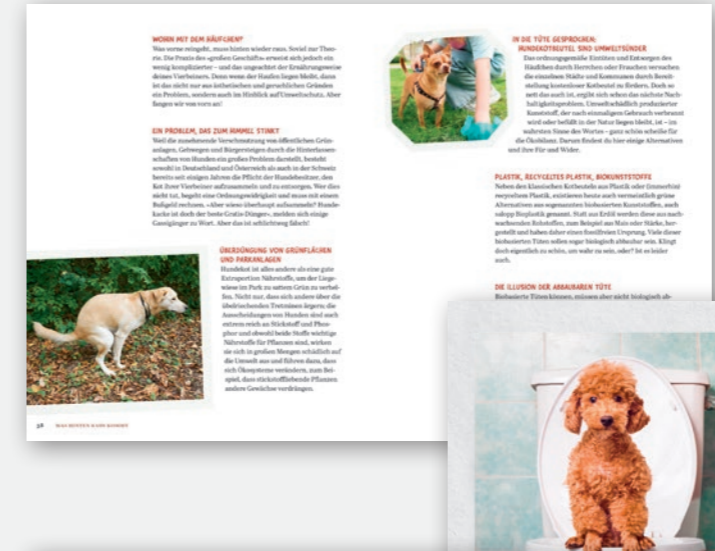 WOHIN MIT DEM HÄUFCHEN?
Was vorne reingeht, muss hinten wieder raus. Soviel zur Theo-
rie. Die Praxis des «großen Geschäfts» erweist sich jedoch ein
wenig komplizierter – und das ungeachtet der Ernährungsweise
deines Vierbeiners. Denn wenn der Haufen liegen bleibt, dann
ist das nicht nur aus ästhetischen und geruchlichen Gründen
ein Problem, sondern auch im Hinblick auf Umweltschutz. Aber
fangen wir von vorn an!
EIN PROBLEM, DAS ZUM HIMMEL STINKT
Weil die zunehmende Verschmutzung von öffentlichen Grün-
anlagen, Gehwegen und Bürgersteigen durch die Hinterlassen-
schaften von Hunden ein großes Problem darstellt, besteht
sowohl in Deutschland und Österreich als auch in der Schweiz
bereits seit einigen Jahren die Pflicht der Hundebesitzer, den
Kot ihrer Vierbeiner aufzusammeln und zu entsorgen. Wer dies
nicht tut, begeht eine Ordnungswidrigkeit und muss mit einem
Bußgeld rechnen. «Aber wieso überhaupt aufsammeln? Hunde-
kacke ist doch der beste Gratis-Dünger», melden sich einige
Gassigänger zu Wort. Aber das ist schlichtweg falsch!
ÜBERDÜNGUNG VON GRÜNFLÄCHEN
UND PARKANLAGEN
Hundekot ist alles andere als eine gute
Extraportion Nährstoffe, um der Liege-
wiese im Park zu sattem Grün zu verhel-
fen. Nicht nur, dass sich andere über die
übelriechenden Tretminen ärgern; die
Ausscheidungen von Hunden sind auch
extrem reich an Stickstoff und Phos-
phor und obwohl beide Stoffe wichtige
Nährstoffe für Pflanzen sind, wirken
sie sich in großen Mengen schädlich auf
die Umwelt aus und führen dazu, dass
sich Ökosysteme verändern, zum Bei-
spiel, dass stickstoffliebende Pflanzen
andere Gewächse verdrängen.
58 WAS HINTEN RAUS KOMMT
IN DIE TÜTE GESPROCHEN:
HUNDEKOTBEUTEL SIND UMWELTSÜNDER
Das ordnungsgemäße Eintüten und Entsorgen des
Häufchens durch Herrchen oder Frauchen versuchen
die einzelnen Städte und Kommunen durch Bereit-
stellung kostenloser Kotbeutel zu fördern. Doch so
nett das auch ist, ergibt sich schon das nächste Nach-
haltigkeitsproblem. Umweltschädlich produzierter
Kunststoff, der nach einmaligem Gebrauch verbrannt
wird oder befüllt in der Natur liegen bleibt, ist – im
wahrsten Sinne des Wortes – ganz schön scheiße für
die Ökobilanz. Darum findest du hier einige Alternativen
und ihre Für und Wider.
PLASTIK, RECYCELTES PLASTIK, BIOKUNSTSTOFFE
Neben den klassischen Kotbeuteln aus Plastik oder (immerhin)
recyceltem Plastik, existieren heute auch vermeintlich grüne
Alternativen aus sogenannten biobasierten Kunststoffen, auch
salopp Bioplastik genannt. Statt aus Erdöl werden diese aus nach-
wachsenden Rohstoffen, zum Beispiel aus Mais oder Stärke, her-
gestellt und haben daher einen fossilfreien Ursprung. Viele dieser
biobasierten Tüten sollen sogar biologisch abbaubar sein. Klingt
doch eigentlich zu schön, um wahr zu sein, oder? Ist es leider
auch.
DIE ILLUSION DER ABBAUBAREN TÜTE
Biobasierte Tüten können, müssen aber nicht biologisch ab-